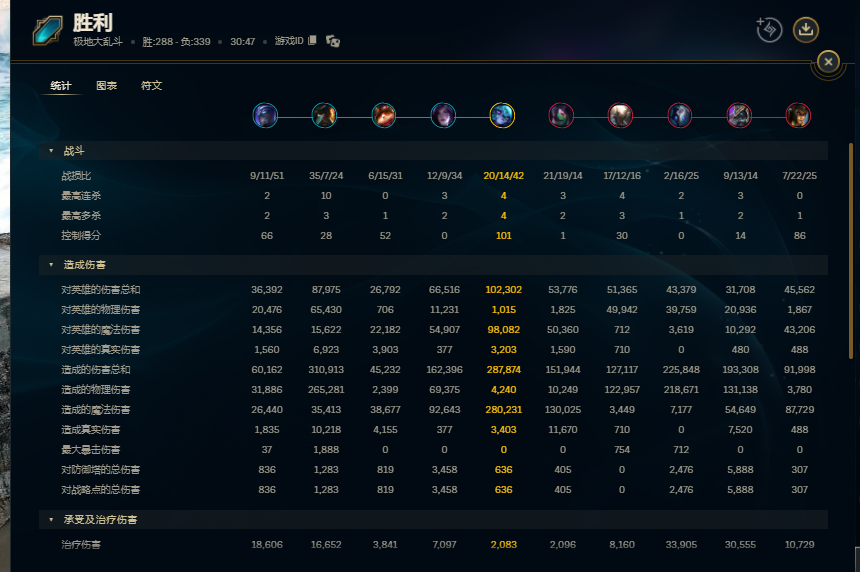 胜利
极地大乱斗 • 胜:288 - 负:339 • 30:47 • 游戏ID
统计 图表 符文
战斗
战损比 9/11/51 35/7/24 6/15/31 12/9/34 20/14/42 21/19/14 17/12/16 2/16/25 9/13/14 7/22/25
最高连杀 2 10 0 3 4 3 4 2 3 0
最高多杀 2 3 1 2 4 2 3 1 2 1
控制得分 66 28 52 0 101 1 30 0 14 86
造成伤害
对英雄的伤害总和 36,392 87,975 26,792 66,516 102,302 53,776 51,365 43,379 31,708 45,562
对英雄的物理伤害 20,476 65,430 706 11,231 1,015 1,825 49,942 39,759 20,936 1,867
对英雄的魔法伤害 14,356 15,622 22,182 54,907 98,082 50,360 712 3,619 10,292 43,206
对英雄的真实伤害 1,560 6,923 3,903 377 3,203 1,590 710 0 480 488
造成的伤害总和 60,162 310,913 45,232 162,396 287,874 151,944 127,117 225,848 193,308 91,998
造成的物理伤害 31,886 265,281 2,399 69,375 4,240 10,249 122,957 218,671 131,138 3,780
造成的魔法伤害 26,440 35,413 38,677 92,643 280,231 130,025 3,449 7,177 54,649 87,729
造成真实伤害 1,835 10,218 4,155 377 3,403 11,670 710 0 7,520 488
最大暴击伤害 37 1,888 0 0 0 0 754 712 0 0
对防御塔的总伤害 836 1,283 819 3,458 636 405 0 2,476 5,888 307
对战略点的总伤害 836 1,283 819 3,458 636 405 0 2,476 5,888 307
承受及治疗伤害
治疗伤害 18,606 16,652 3,841 7,097 2,083 2,096 8,160 33,905 30,555 10,729